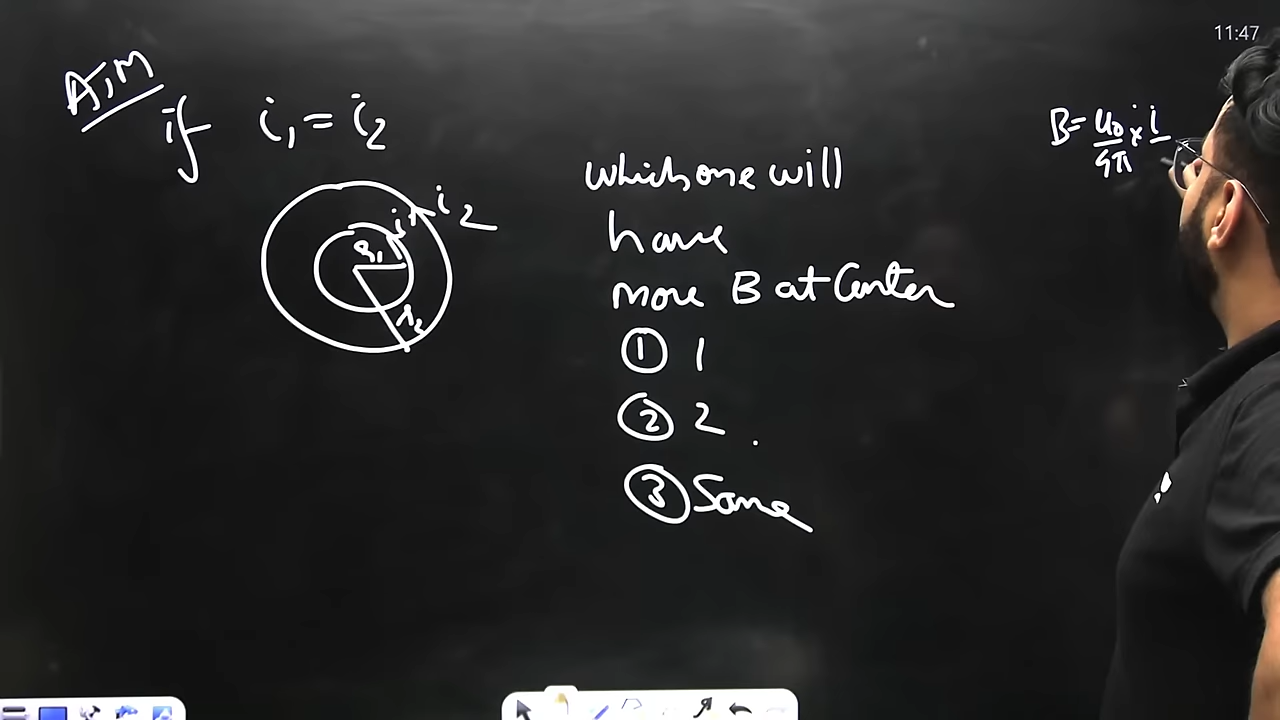 11:47
AIM
if i₁ = i₂
which one will
have
more B at Center
① 1
② 2
③ Same
i₁ i₂
r₁
r₂
B = μ₀/4π × i